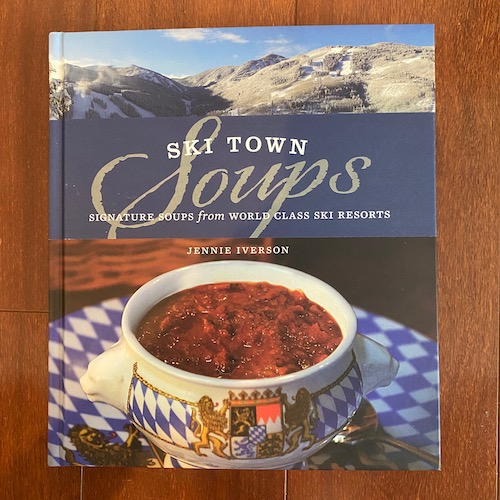 SKI TOWN
Soups
SIGNATURE SOUPS from WORLD CLASS SKI RESORTS
JENNIE IVERSON